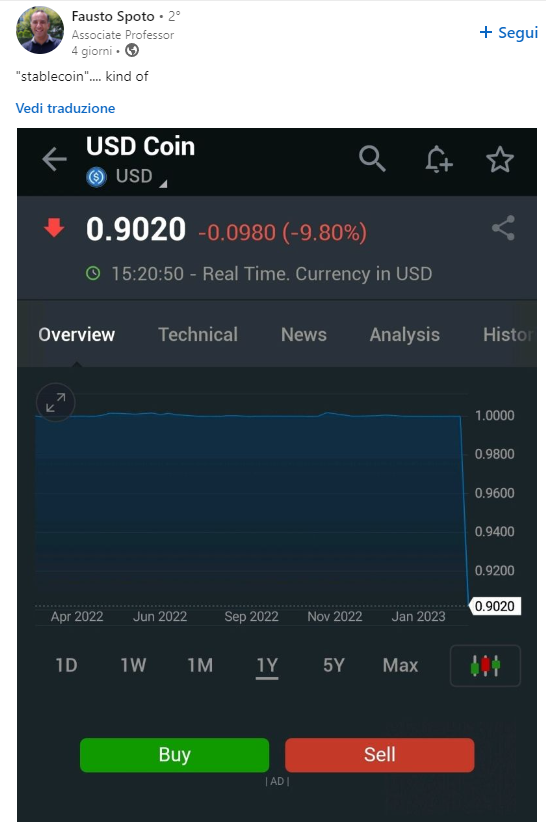 Fausto Spoto • 2°
Associate Professor
4 giorni •
+ Segui
"stablecoin".... kind of
Vedi traduzione
USD Coin
USD
0.9020 -0.0980 (-9.80%)
15:20:50 - Real Time. Currency in USD
Overview Technical News Analysis Histor
1.0000
0.9800
0.9600
0.9400
0.9200
0.9020
Apr 2022 Jun 2022 Sep 2022 Nov 2022 Jan 2023
1D 1W 1M 1Y 5Y Max
Buy Sell
| AD |